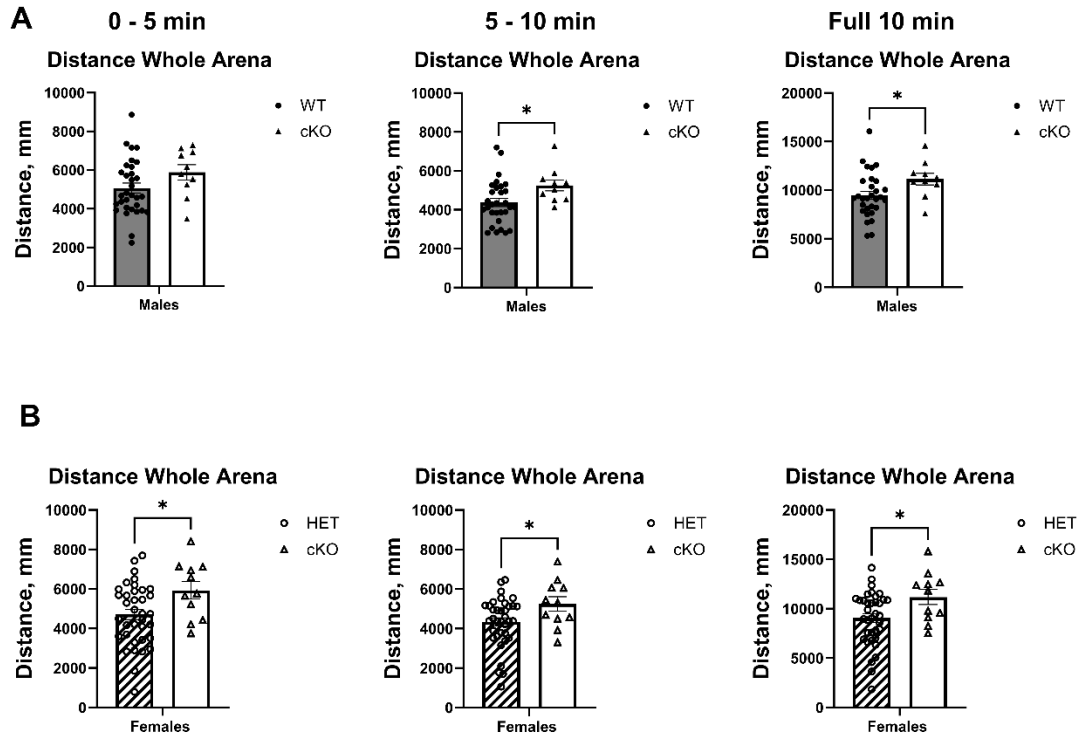 A
0 - 5 min
5 - 10 min
Full 10 min
Distance Whole Arena
Distance, mm
10000
8000
6000
4000
2000
0
WT
cKO
Males
Distance Whole Arena
Distance, mm
10000
8000
6000
4000
2000
0
*
WT
cKO
Males
Distance Whole Arena
Distance, mm
20000
15000
10000
5000
0
*
WT
cKO
Males
B
Distance Whole Arena
Distance, mm
10000
8000
6000
4000
2000
0
*
HET
cKO
Females
Distance Whole Arena
Distance, mm
10000
8000
6000
4000
2000
0
*
HET
cKO
Females
Distance Whole Arena
Distance, mm
20000
15000
10000
5000
0
*
HET
cKO
Females